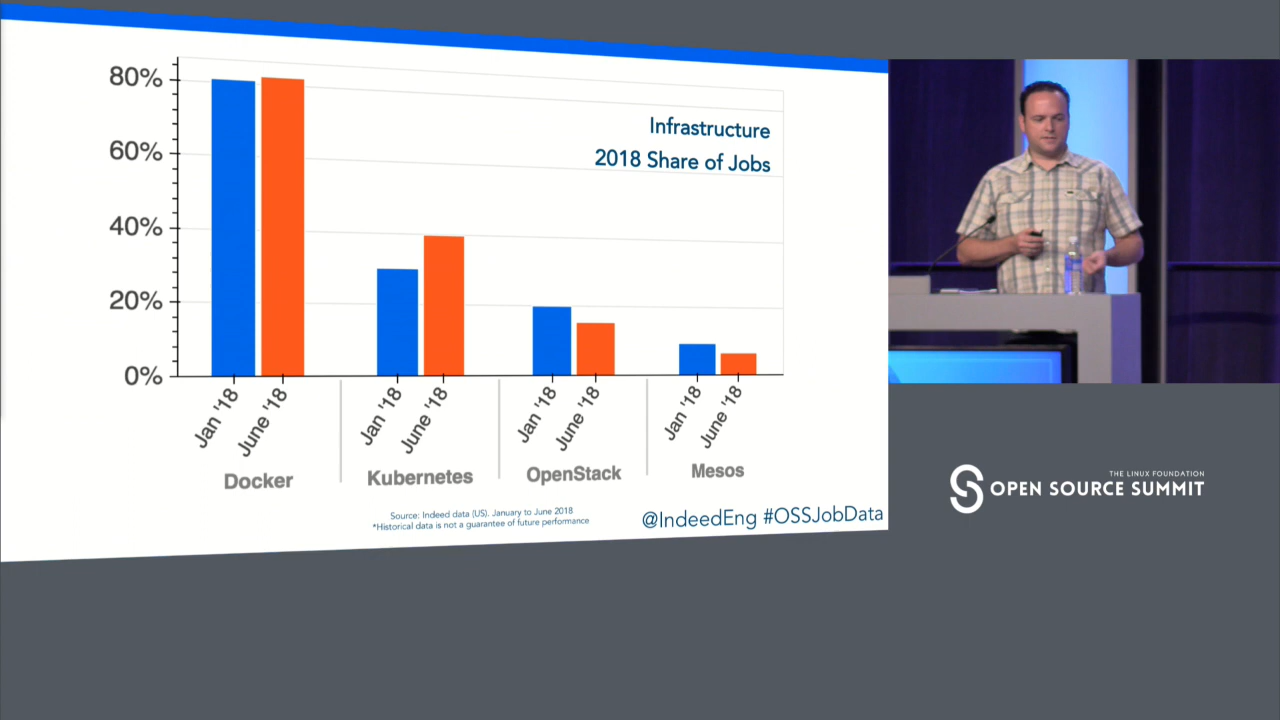 80%
60%
40%
20%
0%
Infrastructure
2018 Share of Jobs
Jan '18
June '18
Jan '18
June '18
Jan '18
June '18
Jan '18
June '18
Docker
Kubernetes
OpenStack
Mesos
Source: Indeed data (US). January to June 2018
*Historical data is not a guarantee of future performance
@IndeedEng #OSSJobData
THE LINUX FOUNDATION
OPEN SOURCE SUMMIT